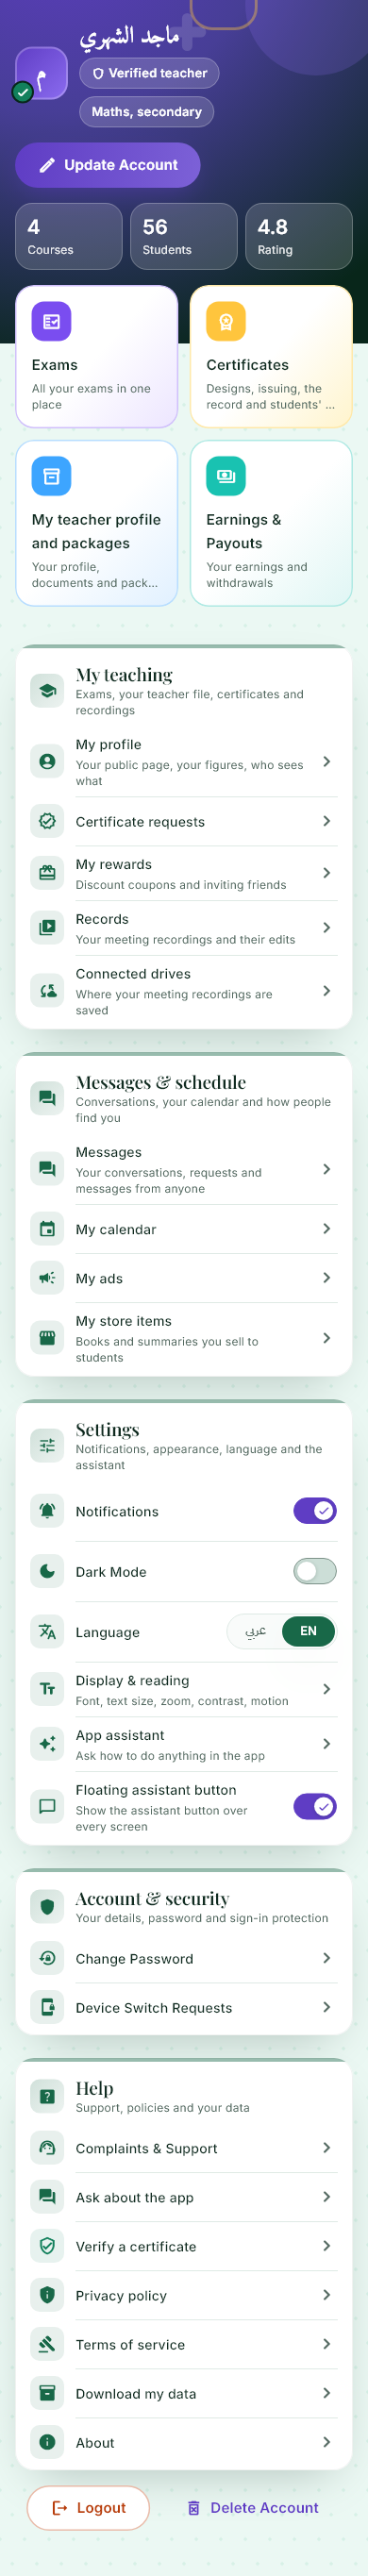 ماجد الشهري
م
Verified teacher
Maths, secondary
Update Account
4
Courses
56
Students
4.8
Rating
Exams
All your exams in one
place
Certificates
Designs, issuing, the
record and students' ...
My teacher profile
and packages
Your profile,
documents and pack...
Earnings &
Payouts
Your earnings and
withdrawals
My teaching
Exams, your teacher file, certificates and
recordings
My profile
Your public page, your figures, who sees
what
Certificate requests
My rewards
Discount coupons and inviting friends
Records
Your meeting recordings and their edits
Connected drives
Where your meeting recordings are
saved
Messages & schedule
Conversations, your calendar and how people
find you
Messages
Your conversations, requests and
messages from anyone
My calendar
My ads
My store items
Books and summaries you sell to
students
Settings
Notifications, appearance, language and the
assistant
Notifications
Dark Mode
Language
عربي
EN
Display & reading
Font, text size, zoom, contrast, motion
App assistant
Ask how to do anything in the app
Floating assistant button
Show the assistant button over
every screen
Account & security
Your details, password and sign-in protection
Change Password
Device Switch Requests
Help
Support, policies and your data
Complaints & Support
Ask about the app
Verify a certificate
Privacy policy
Terms of service
Download my data
About
Logout
Delete Account